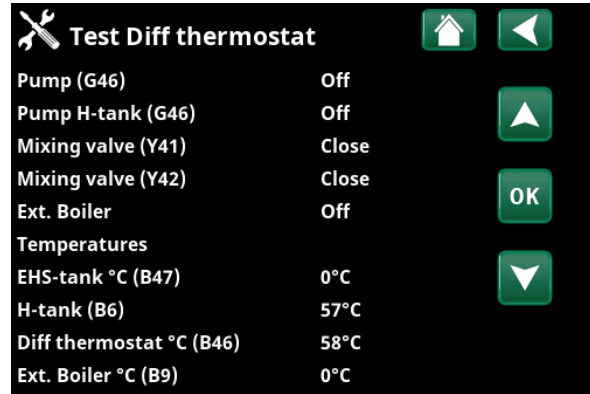 Test Diff thermostat
Pump (G46) Off
Pump H-tank (G46) Off
Mixing valve (Y41) Close
Mixing valve (Y42) Close
Ext. Boiler Off
OK
Temperatures
EHS-tank °C (B47) 0°C
H-tank (B6) 57°C
Diff thermostat °C (B46) 58°C
Ext. Boiler °C (B9) 0°C